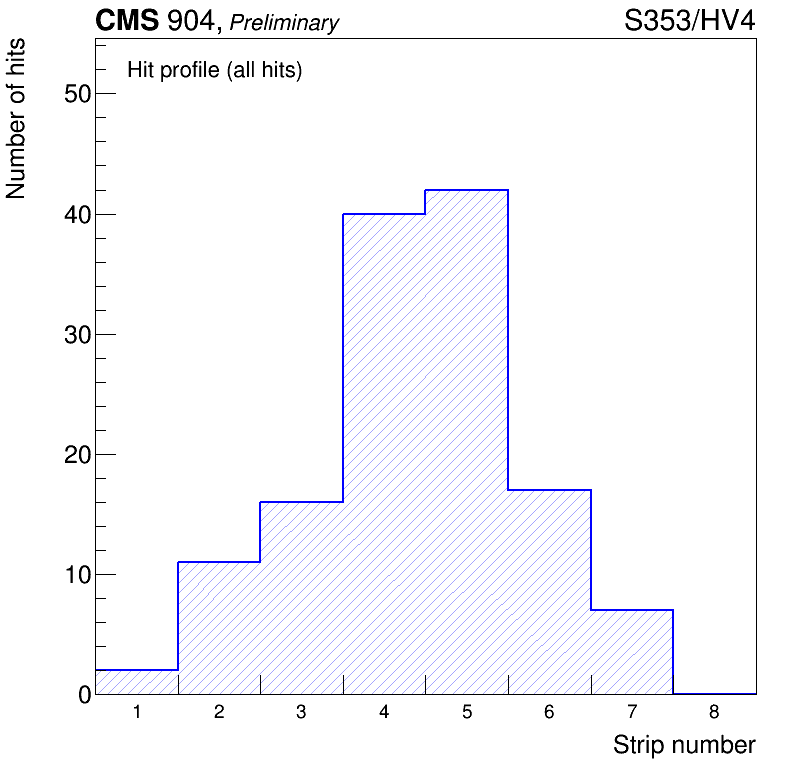 CMS 904, Preliminary
S353/HV4
Number of hits
Hit profile (all hits)
50
40
30
20
10
0
1 2 3 4 5 6 7 8
Strip number